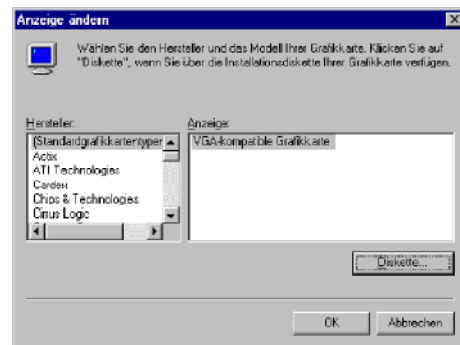 Anzeige ändern
Wählen Sie den Hersteller und das Modell Ihrer Grafikkarte. Klicken Sie auf
"Diskette", wenn Sie über die Installationsdiskette Ihrer Grafikkarte verfügen.
Hersteller:
(Standardgrafikkartentypen
Actix
ATI Technologies
Cardex
Chips & Technologies
Cirrus Logic
Anzeige:
VGA-kompatible Grafikkarte
Diskette...
OK
Abbrechen